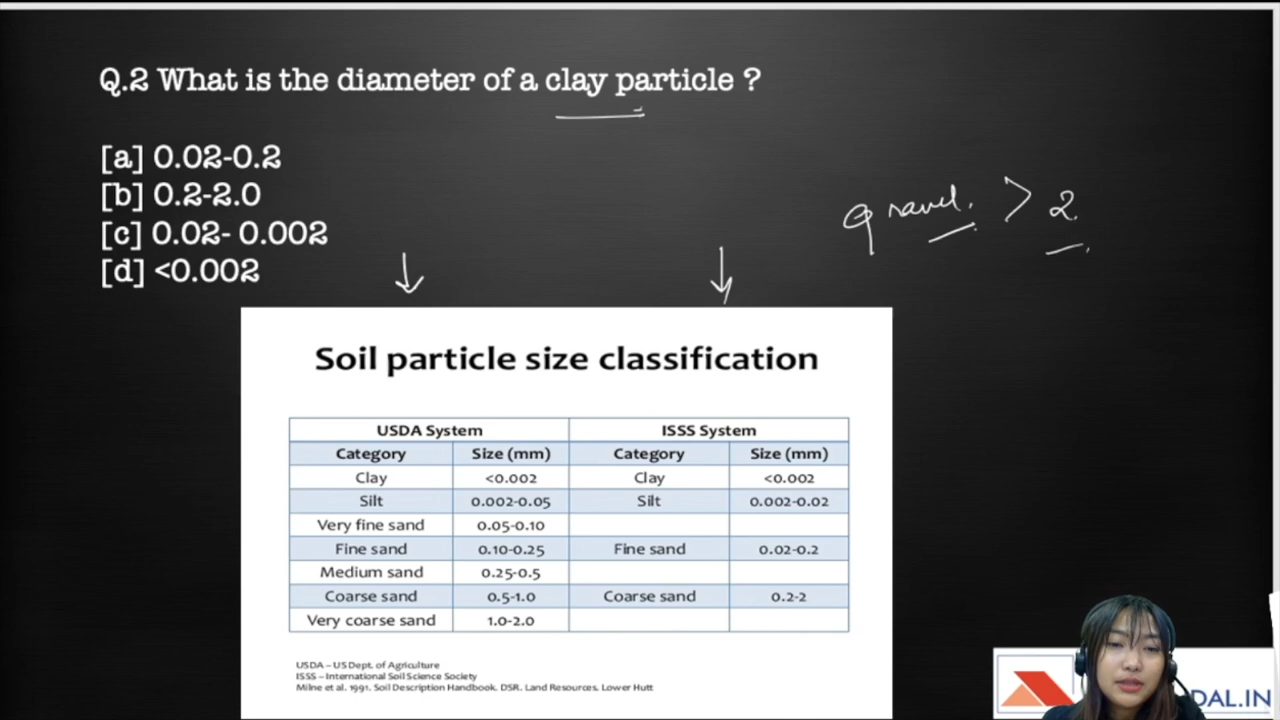 Q.2 What is the diameter of a clay particle ?
[a] 0.02-0.2
[b] 0.2-2.0
[c] 0.02- 0.002
[d] <0.002
Gravel. > 2.
Soil particle size classification
USDA System ISSS System
Category Size (mm) Category Size (mm)
Clay <0.002 Clay <0.002
Silt 0.002-0.05 Silt 0.002-0.02
Very fine sand 0.05-0.10
Fine sand 0.10-0.25 Fine sand 0.02-0.2
Medium sand 0.25-0.5
Coarse sand 0.5-1.0 Coarse sand 0.2-2
Very coarse sand 1.0-2.0
USDA – US Dept. of Agriculture
ISSS – International Soil Science Society
Milne et al. 1991. Soil Description Handbook. DSR. Land Resources. Lower Hutt
DAL.IN